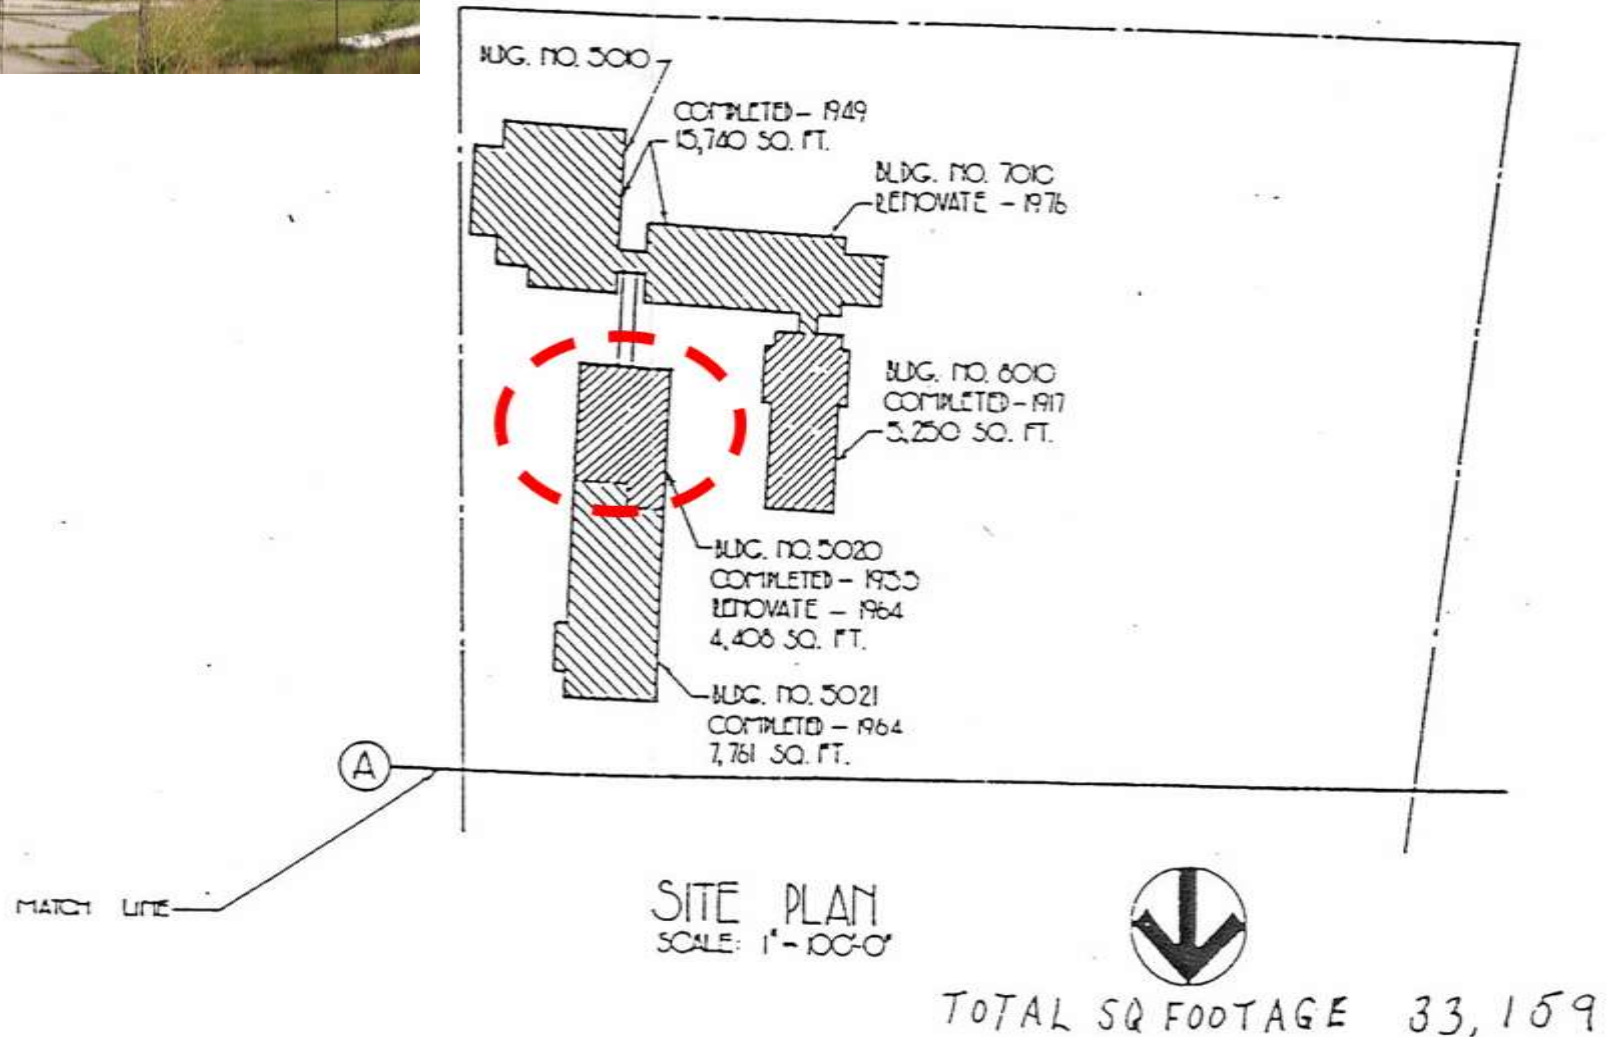 BLDG. NO. 5010
COMPLETED - 1949
15,740 SQ. FT.
BLDG. NO. 7010
RENOVATE - 1976
BLDG. NO. 8010
COMPLETED - 1917
5,250 SQ. FT.
BLDG. NO. 5020
COMPLETED - 1955
RENOVATE - 1964
4,408 SQ. FT.
BLDG. NO. 5021
COMPLETED - 1964
7,761 SQ. FT.
A
MATCH LINE
SITE PLAN
SCALE: 1" = 100'-0"
TOTAL SQ FOOTAGE 33,159